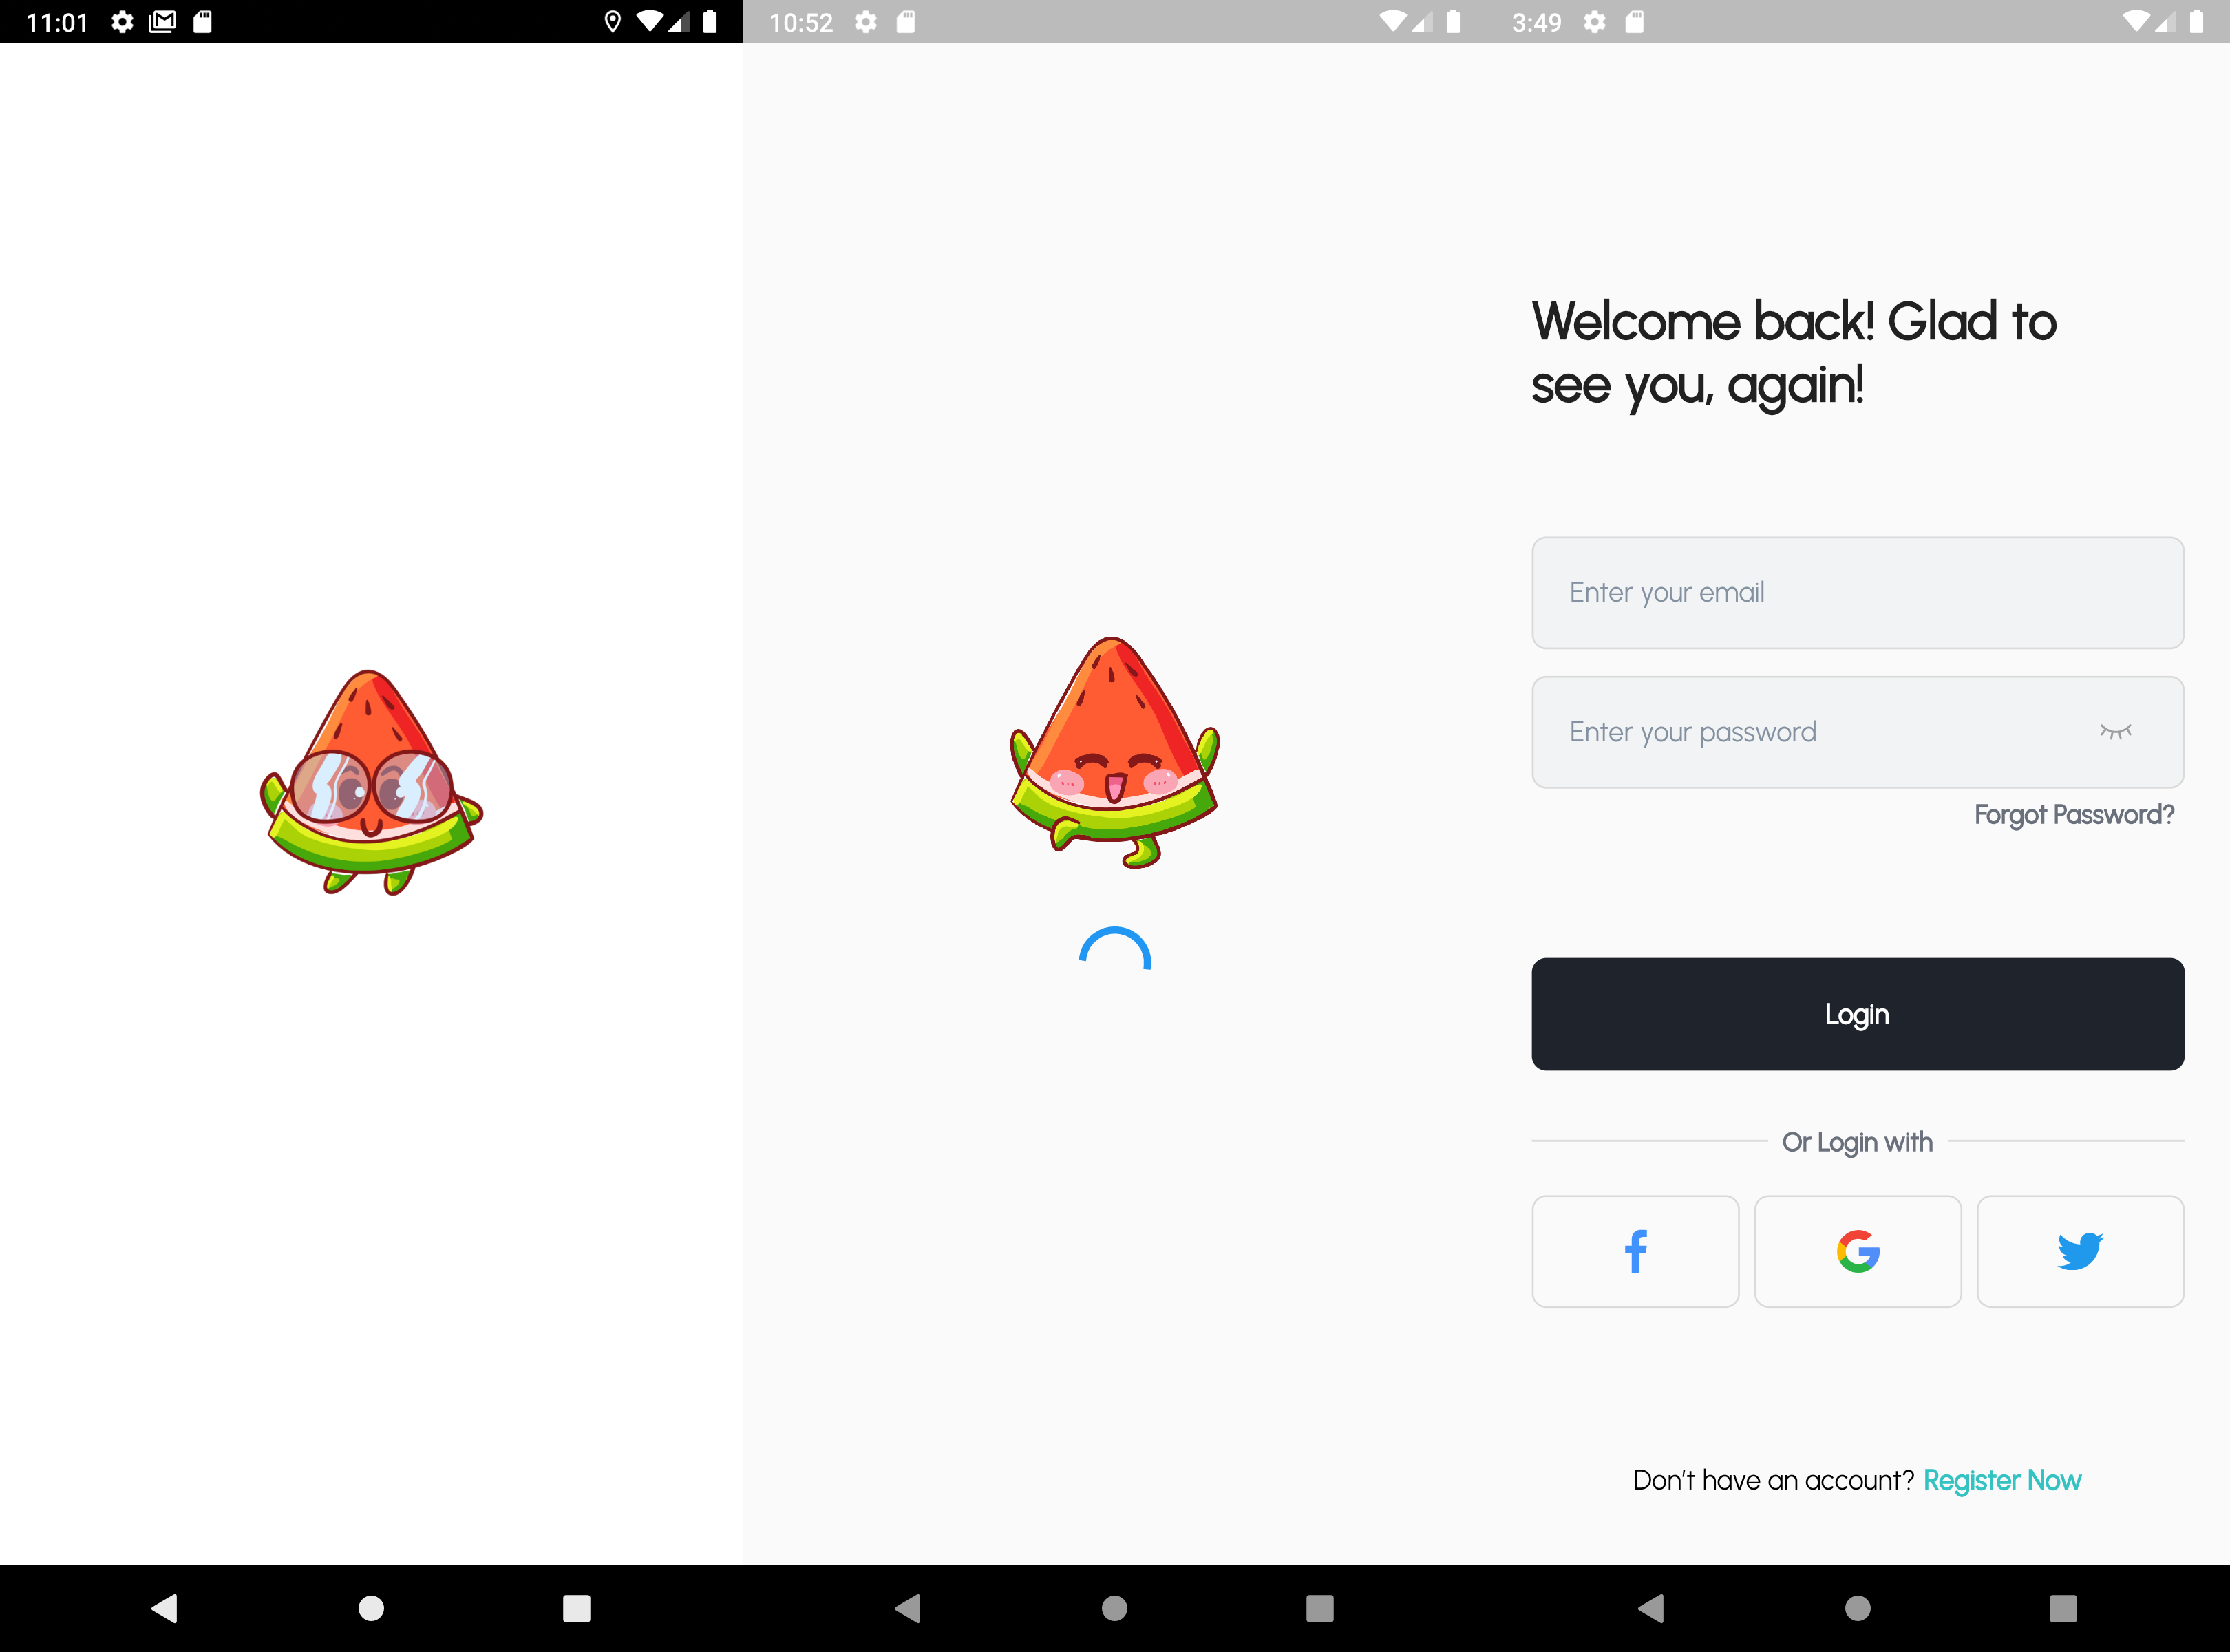 11:01
10:52
3:49
Welcome back! Glad to
see you, again!
Enter your email
Enter your password
Forgot Password?
Login
Or Login with
Don't have an account? Register Now